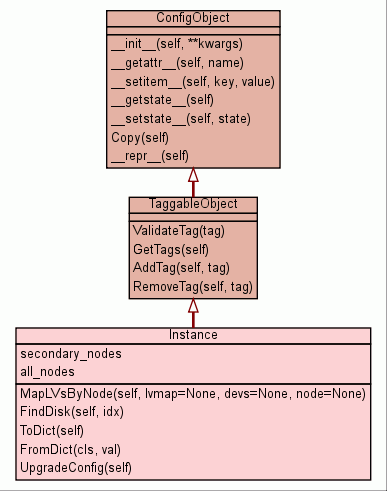 ConfigObject
__init__(self, **kwargs)
__getattr__(self, name)
__setitem__(self, key, value)
__getstate__(self)
__setstate__(self, state)
Copy(self)
__repr__(self)
TaggableObject
ValidateTag(tag)
GetTags(self)
AddTag(self, tag)
RemoveTag(self, tag)
Instance
secondary_nodes
all_nodes
MapLVsByNode(self, lvmap=None, devs=None, node=None)
FindDisk(self, idx)
ToDict(self)
FromDict(cls, val)
UpgradeConfig(self)